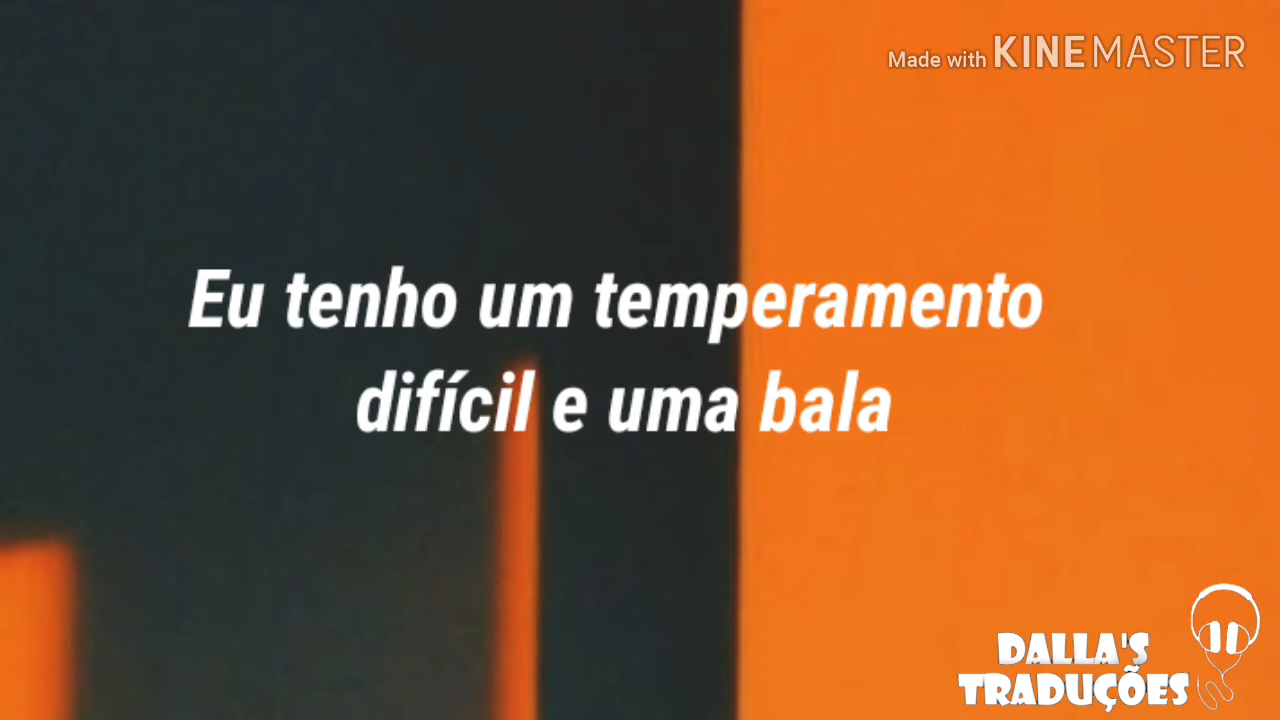 Made with KINEMASTER
Eu tenho um temperamento
difícil e uma bala
DALLA'S
TRADUÇÕES